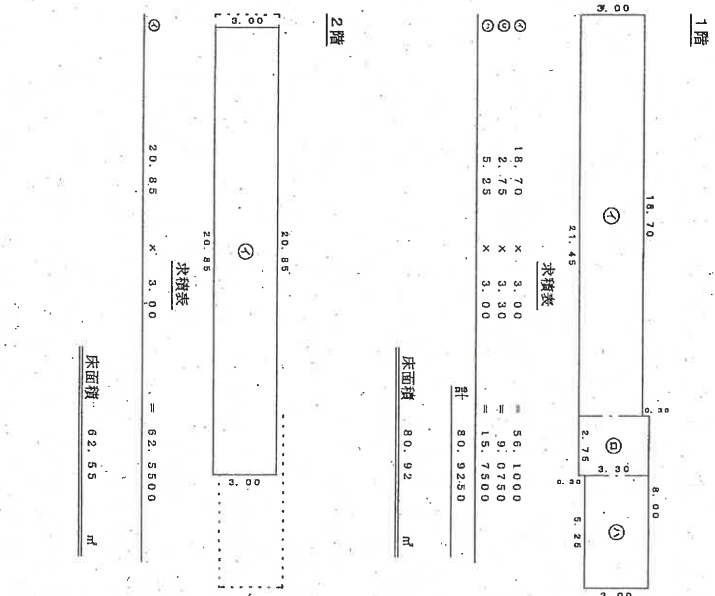 1階
3.00
18.70
㋑
21.45
0.30
2.75
㋺
3.30
0.30
8.00
㋩
5.25
3.00
求積表
㋑ 18.70 × 3.00 = 56.1000
㋺ 2.75 × 3.30 = 9.0750
㋩ 5.25 × 3.00 = 15.7500
計 80.9250
床面積 80.92 ㎡
2階
3.00
20.85
㋑
20.85
3.00
求積表
㋑ 20.85 × 3.00 = 62.5500
床面積 62.55 ㎡